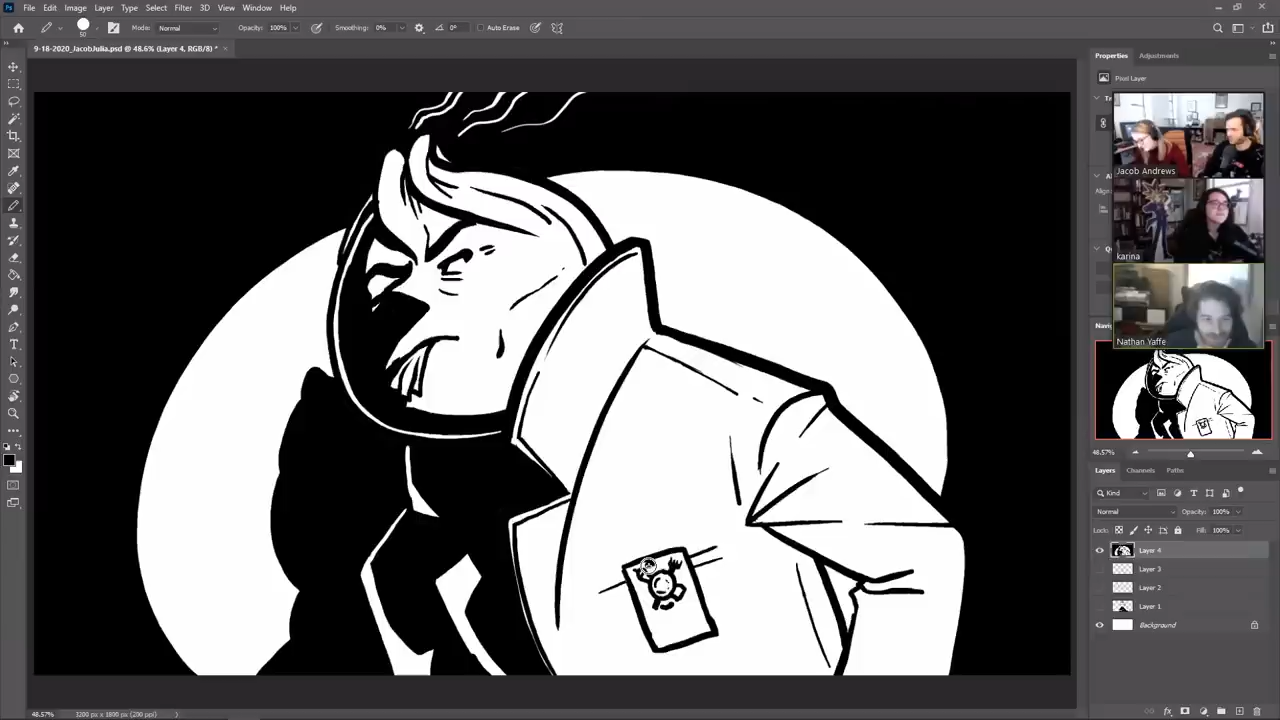 File Edit Image Layer Type Select Filter 3D View Window Help
50 Mode: Normal Opacity: 100% Smoothing: 0% 0° Auto Erase
9-18-2020_JacobJulia.psd @ 48.6% (Layer 4, RGB/8) *
Properties Adjustments
Pixel Layer
Jacob Andrews
karina
Nathan Yaffe
48.57%
Layers Channels Paths
Kind
Normal Opacity: 100%
Lock: Fill: 100%
Layer 4
Layer 3
Layer 2
Layer 1
Background
48.57% 3200 px x 1800 px (200 ppi)